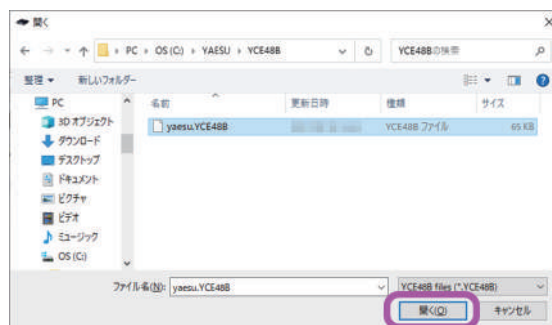 開く
PC › OS (C:) › YAESU › YCE48B
YCE48Bの検索
整理 新しいフォルダー
名前 更新日時 種類 サイズ
yaesu.YCE48B YCE48B ファイル 65 KB
PC
3D オブジェクト
ダウンロード
デスクトップ
ドキュメント
ピクチャ
ビデオ
ミュージック
OS (C:)
ファイル名(N): yaesu.YCE48B YCE48B files (*.YCE48B)
開く(O) キャンセル